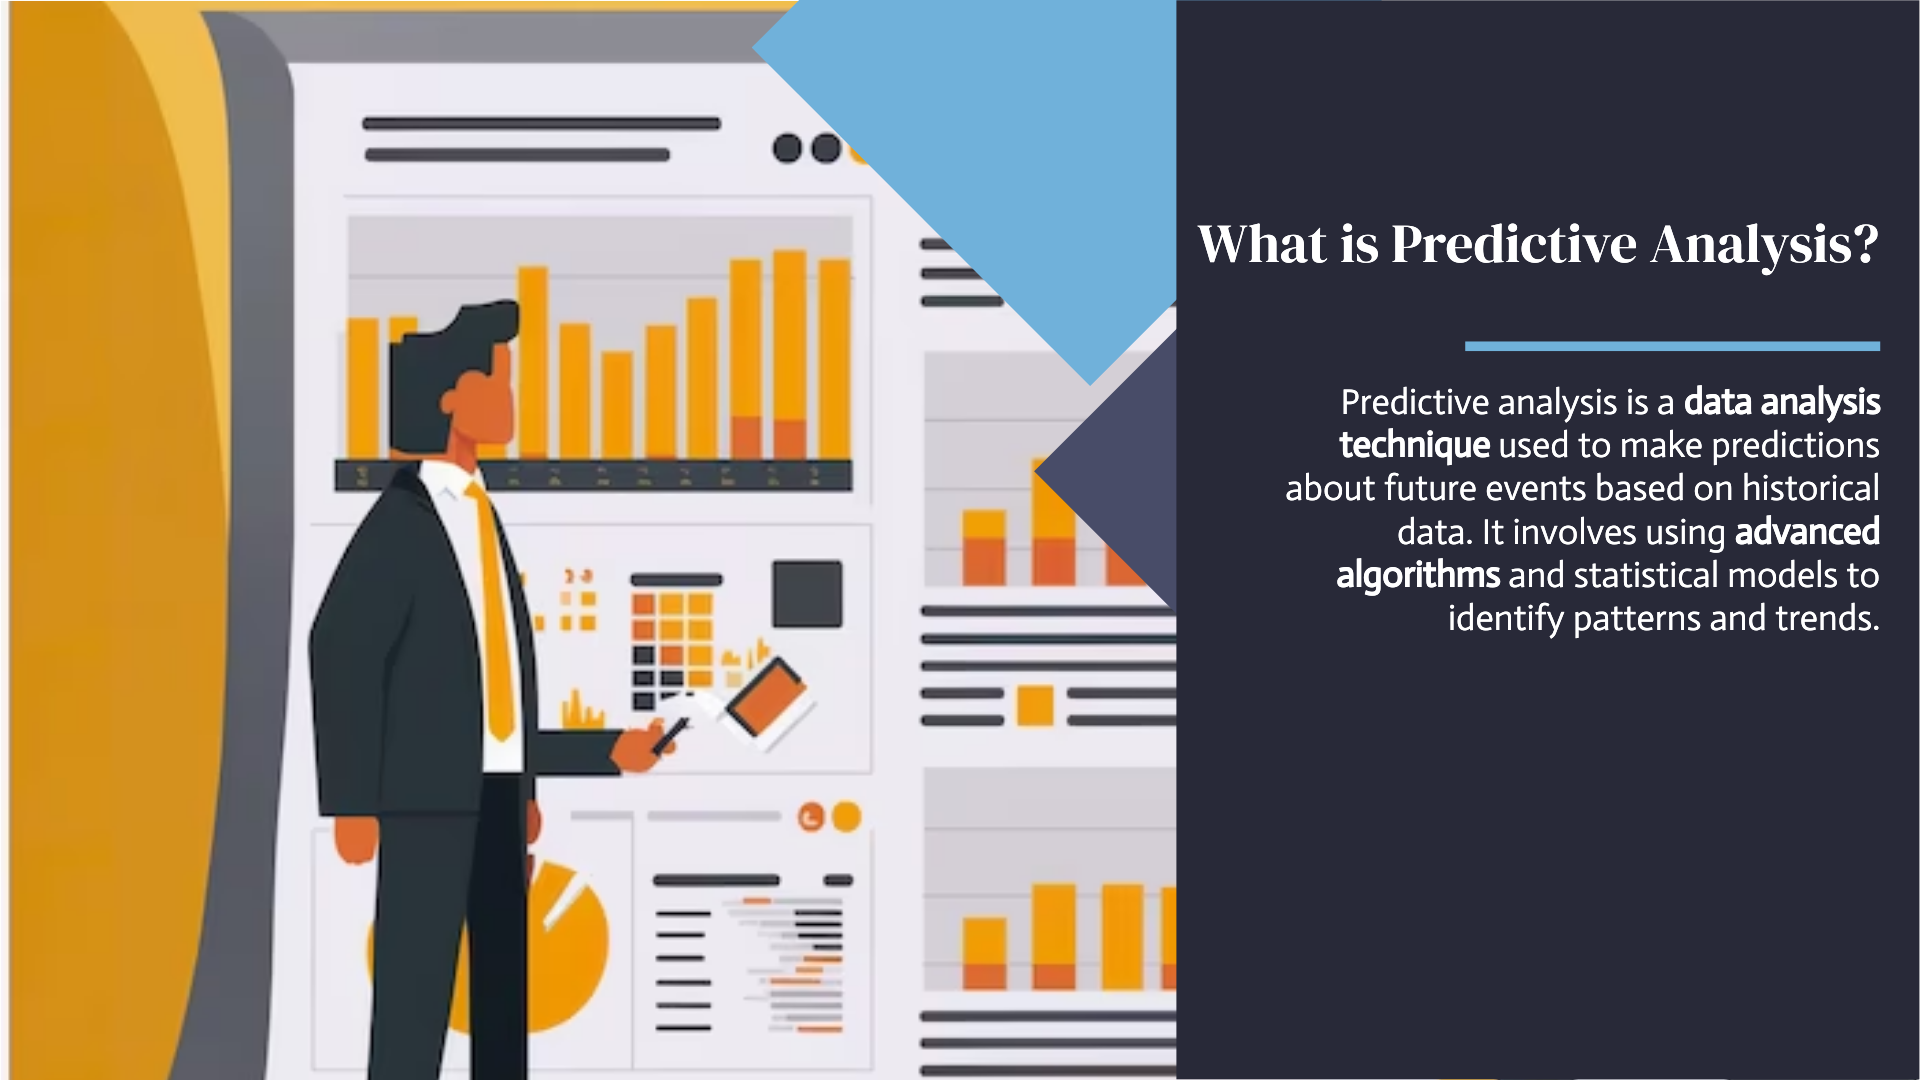 What is Predictive Analysis?
Predictive analysis is a data analysis
technique used to make predictions
about future events based on historical
data. It involves using advanced
algorithms and statistical models to
identify patterns and trends.